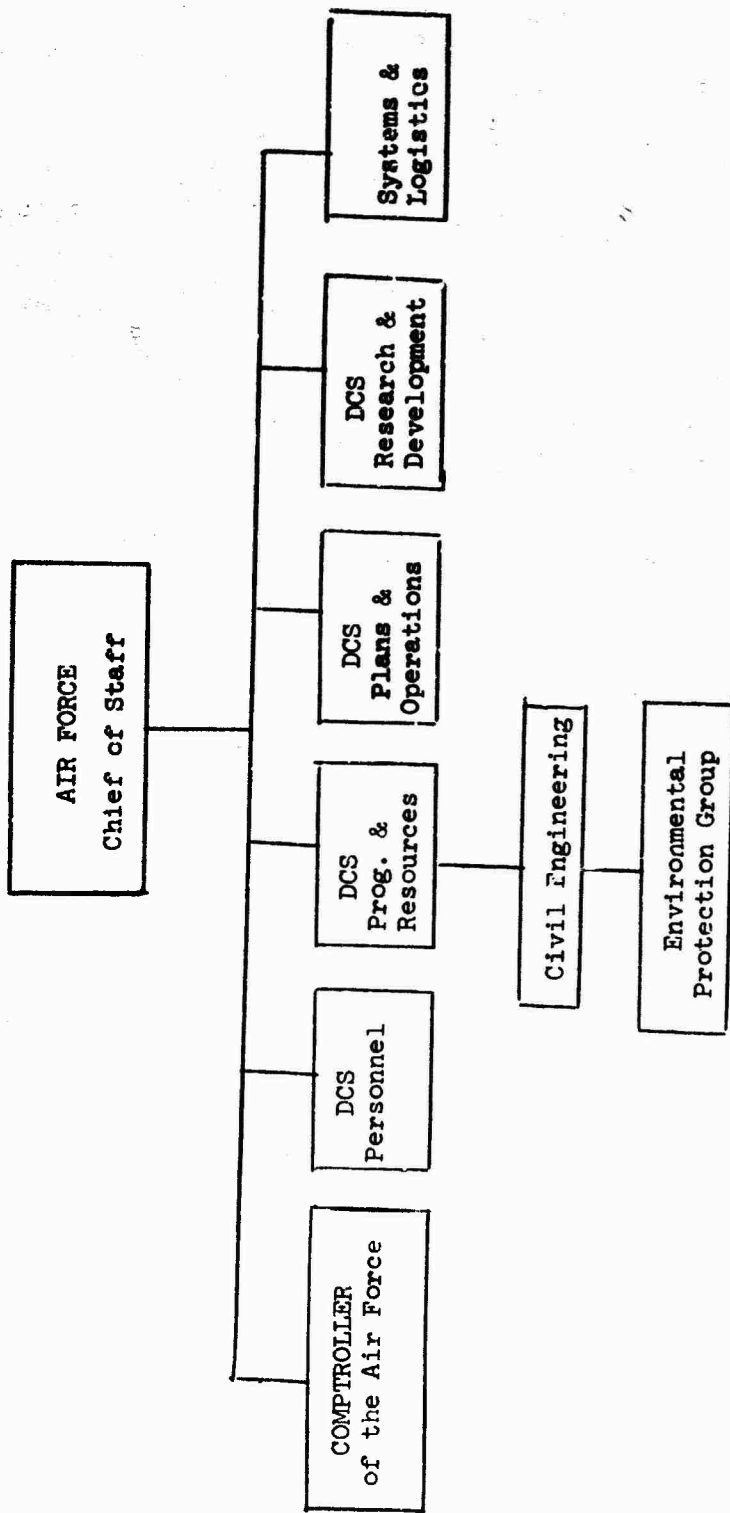 AIR FORCE
Chief of Staff
COMPTROLLER
of the Air Force
DCS
Personnel
DCS
Prog. &
Resources
DCS
Plans &
Operations
DCS
Research &
Development
Systems &
Logistics
Civil Engineering
Environmental
Protection Group